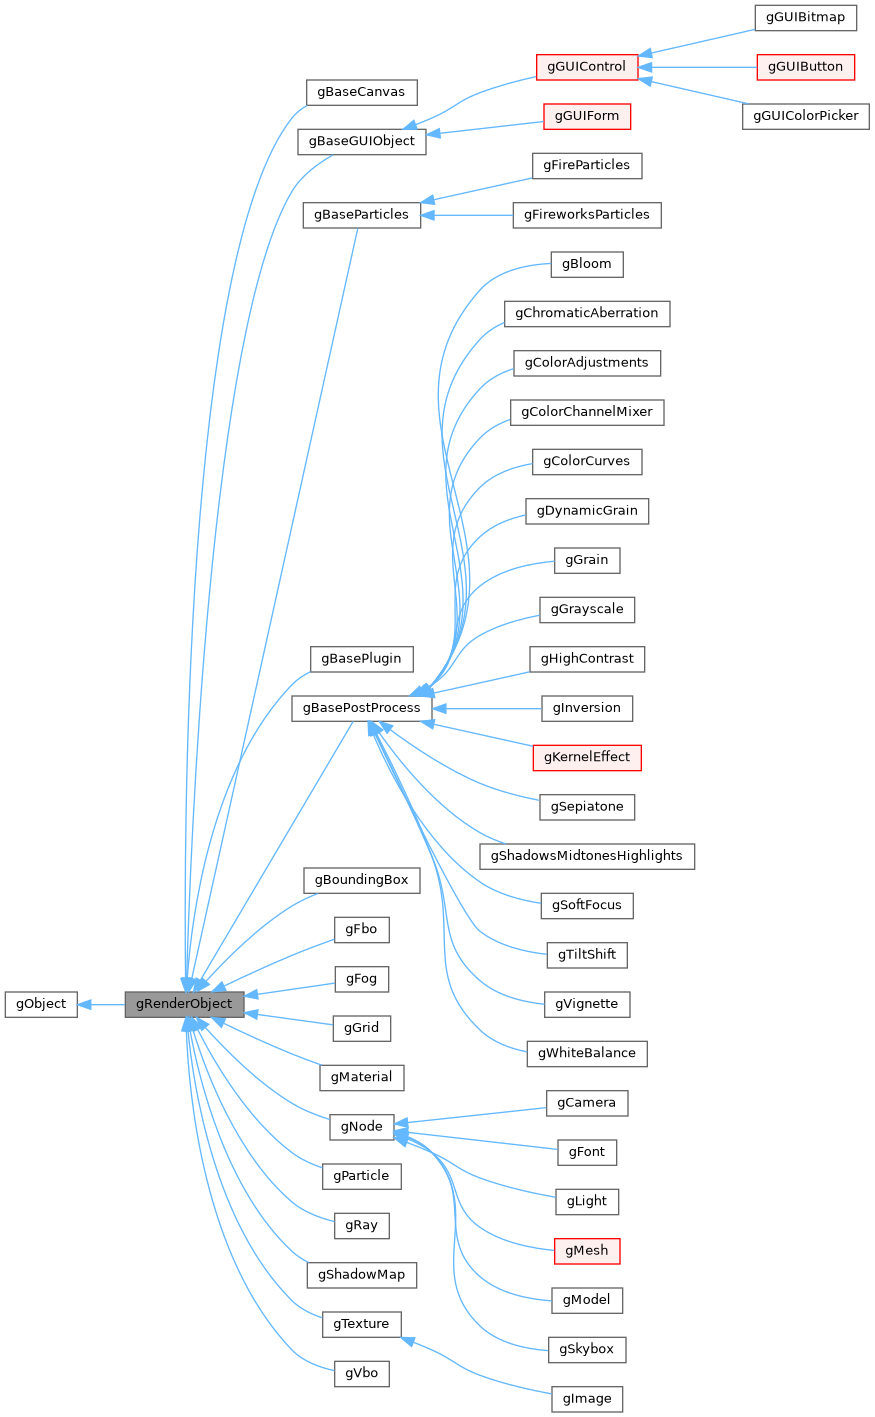 gObject
gRenderObject
gBaseCanvas
gBaseGUIObject
gBaseParticles
gBasePlugin
gBasePostProcess
gBoundingBox
gFbo
gFog
gGrid
gMaterial
gNode
gParticle
gRay
gShadowMap
gTexture
gVbo
gGUIControl
gGUIForm
gFireParticles
gFireworksParticles
gBloom
gChromaticAberration
gColorAdjustments
gColorChannelMixer
gColorCurves
gDynamicGrain
gGrain
gGrayscale
gHighContrast
gInversion
gKernelEffect
gSepiatone
gShadowsMidtonesHighlights
gSoftFocus
gTiltShift
gVignette
gWhiteBalance
gCamera
gFont
gLight
gMesh
gModel
gSkybox
gImage
gGUIBitmap
gGUIButton
gGUIColorPicker